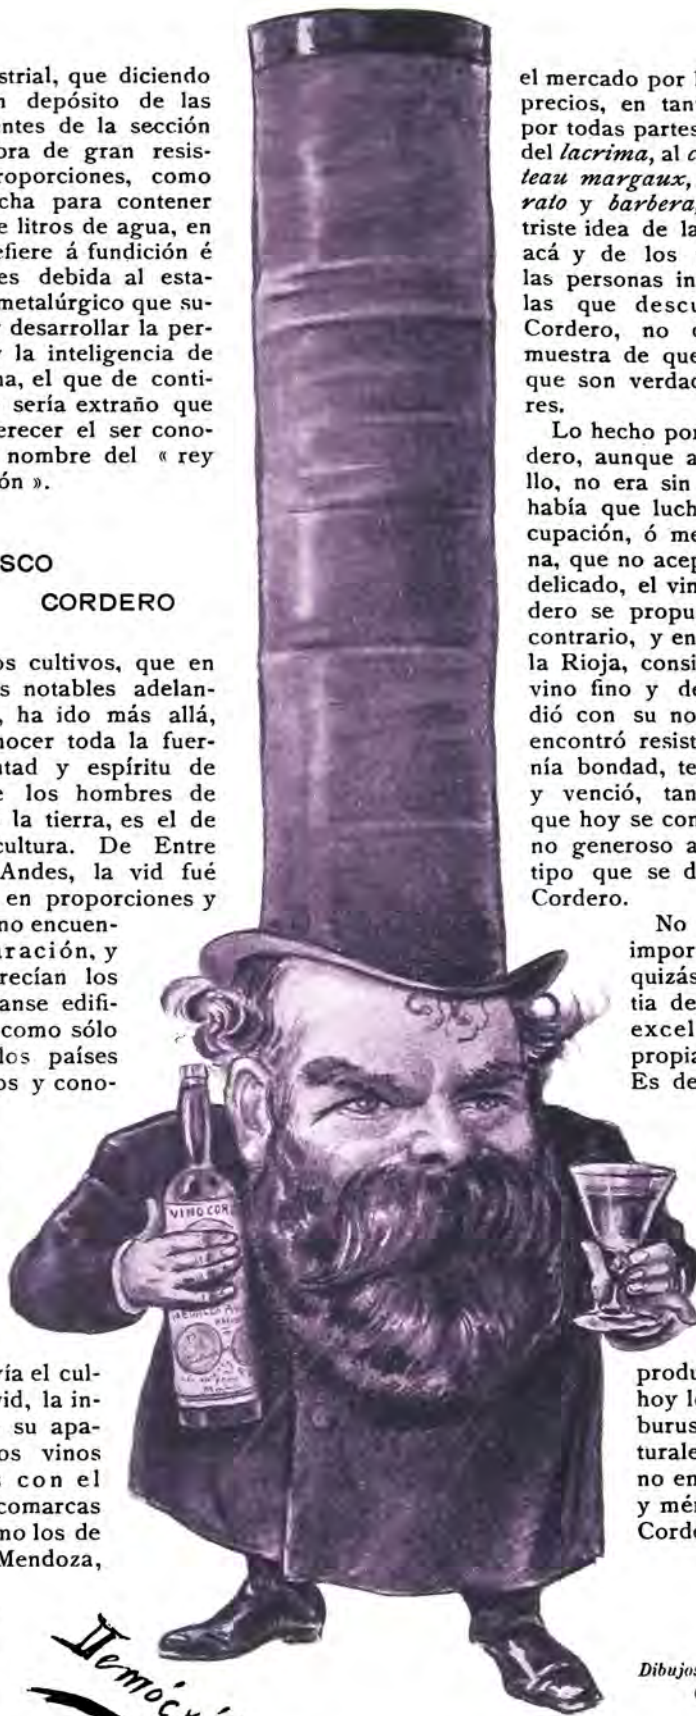 strial, que diciendo
depósito de las
ntes de la sección
bra de gran resis-
roporciones, como
cha para contener
e litros de agua, en
efiere á fundición é
es debida al esta-
metalúrgico que su-
desarrollar la per-
la inteligencia de
na, el que de conti-
sería extraño que
erecer el ser cono-
nombre del « rey
ón ».
SCO
CORDERO
os cultivos, que en
s notables adelan-
, ha ido más allá,
nocer toda la fuer-
ntad y espíritu de
e los hombres de
la tierra, es el de
cultura. De Entre
Andes, la vid fué
en proporciones y
no encuen-
aración, y
recían los
anse edifi-
como sólo
los países
os y cono-
vía el cul-
vid, la in-
su apa-
os vinos
s con el
comarcas
no los de
Mendoza,
el mercado por
precios, en tan
por todas partes
del lacrima, al c
teau margaux,
rato y barbera,
triste idea de la
acá y de los
las personas in
las que descu
Cordero, no
muestra de que
que son verdad
res.
Lo hecho por
dero, aunque a
llo, no era sin
había que luch
cupación, ó me
na, que no acep
delicado, el vin
dero se propu
contrario, y en
la Rioja, consi
vino fino y de
dió con su no
encontró resist
nía bondad, te
y venció, tan
que hoy se con
no generoso a
tipo que se d
Cordero.
No
impor
quizás
tia de
excel
propia
Es de
produ
hoy l
burus
turale
no en
y mér
Corde
VINO COR
Demócri
Dibujos